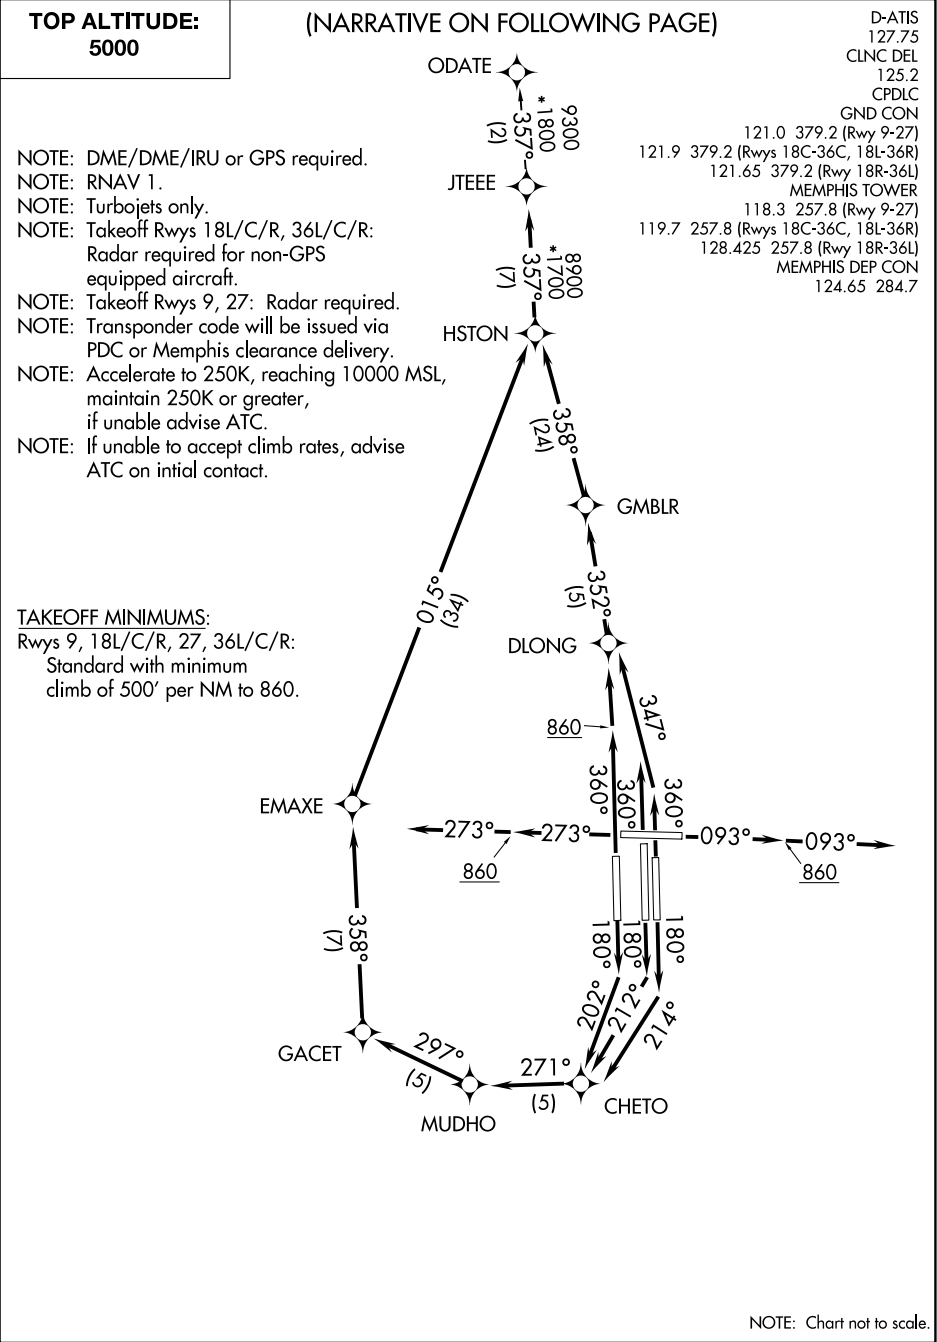 TOP ALTITUDE:
5000
(NARRATIVE ON FOLLOWING PAGE)
D-ATIS
127.75
CLNC DEL
125.2
CPDLC
GND CON
121.0 379.2 (Rwy 9-27)
121.9 379.2 (Rwys 18C-36C, 18L-36R)
121.65 379.2 (Rwy 18R-36L)
MEMPHIS TOWER
118.3 257.8 (Rwy 9-27)
119.7 257.8 (Rwys 18C-36C, 18L-36R)
128.425 257.8 (Rwy 18R-36L)
MEMPHIS DEP CON
124.65 284.7
NOTE: DME/DME/IRU or GPS required.
NOTE: RNAV 1.
NOTE: Turbojets only.
NOTE: Takeoff Rwys 18L/C/R, 36L/C/R:
Radar required for non-GPS
equipped aircraft.
NOTE: Takeoff Rwys 9, 27: Radar required.
NOTE: Transponder code will be issued via
PDC or Memphis clearance delivery.
NOTE: Accelerate to 250K, reaching 10000 MSL,
maintain 250K or greater,
if unable advise ATC.
NOTE: If unable to accept climb rates, advise
ATC on intial contact.
TAKEOFF MINIMUMS:
Rwys 9, 18L/C/R, 27, 36L/C/R:
Standard with minimum
climb of 500' per NM to 860.
ODATE
9300
*1800
357°
(2)
JTEEE
8900
*1700
357°
(7)
HSTON
358°
(24)
GMBLR
015°
(34)
352°
(5)
DLONG
347°
860
360°
360°
360°
EMAXE
273°
273°
093°
093°
860
860
358°
(7)
180°
180°
180°
202°
212°
214°
GACET
297°
(5)
271°
(5)
MUDHO
CHETO
NOTE: Chart not to scale.